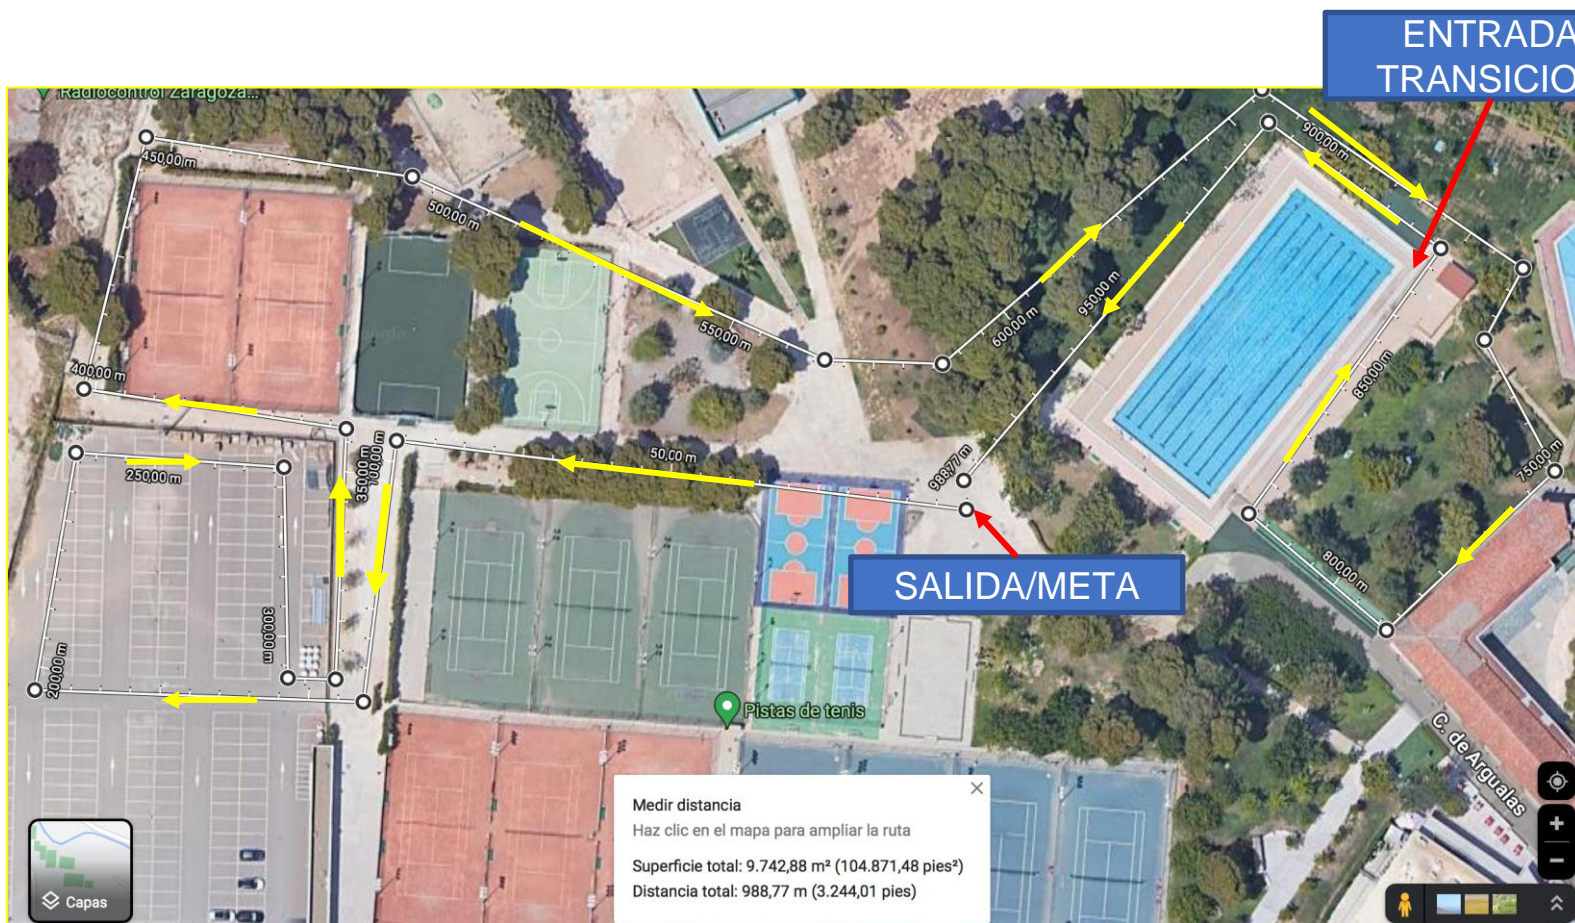 ENTRADA
TRANSICIO
Radiocontrol Zaragoza...
450,00 m
500,00 m
550,00 m
600,00 m
900,00 m
950,00 m
850,00 m
400,00 m
350,00 m
100,00 m
50,00 m
988,77 m
250,00 m
750,00 m
800,00 m
300,00 m
200,00 m
SALIDA/META
Pistas de tenis
C. de Argualas
Medir distancia
Haz clic en el mapa para ampliar la ruta
Superficie total: 9.742,88 m² (104.871,48 pies²)
Distancia total: 988,77 m (3.244,01 pies)
Capas